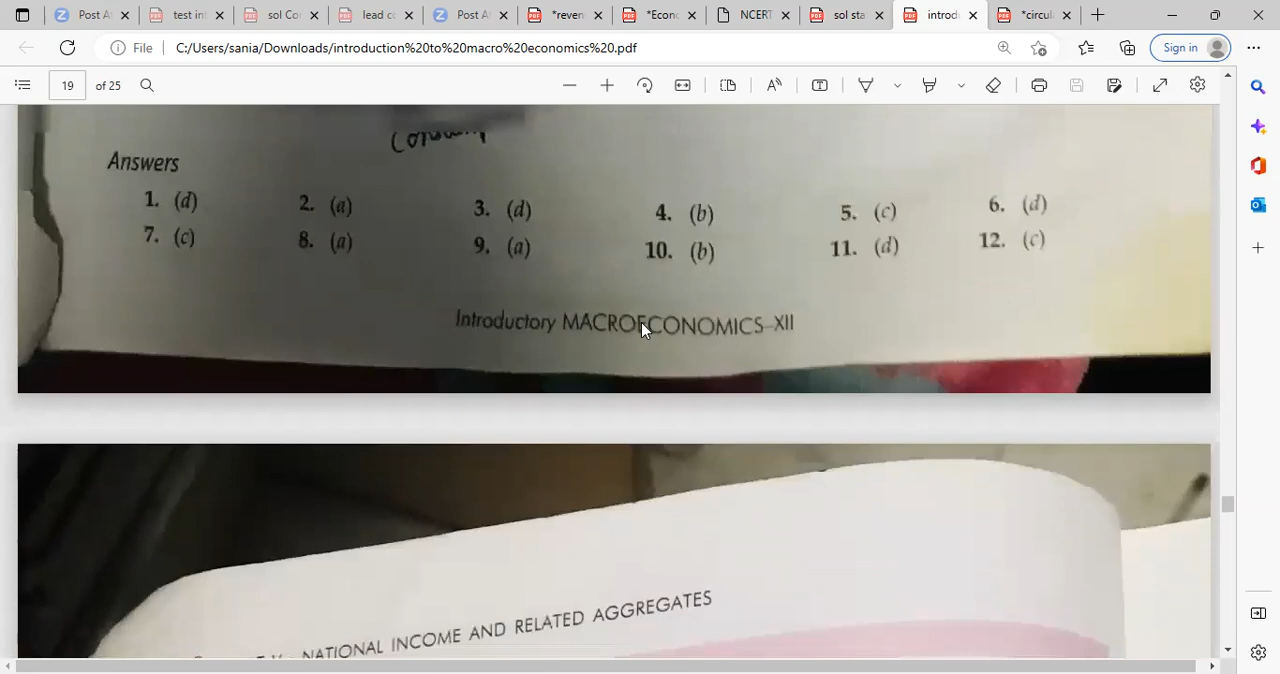 Post A
test in
sol Co
lead co
Post A
*reven
*Econ
NCERT
sol sta
introd
*circul
File
C:/Users/sania/Downloads/introduction%20to%20macro%20economics%20.pdf
Sign in
19 of 25
Answers
1. (d) 2. (a) 3. (d) 4. (b) 5. (c) 6. (d)
7. (c) 8. (a) 9. (a) 10. (b) 11. (d) 12. (c)
Introductory MACROECONOMICS–XII
NATIONAL INCOME AND RELATED AGGREGATES